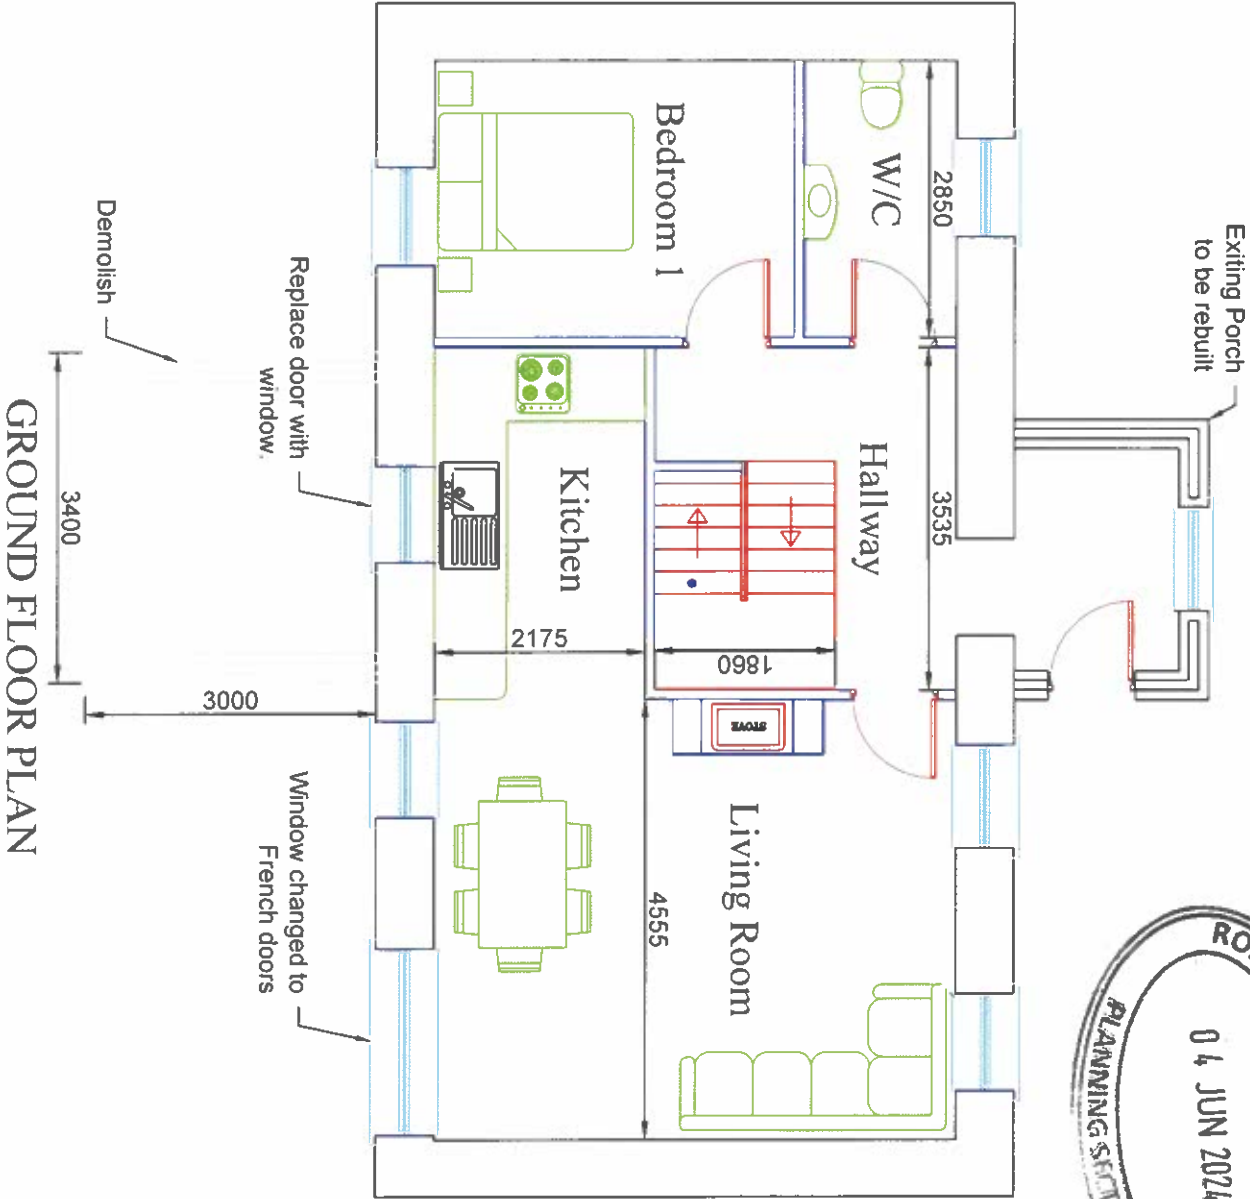 Exiting Porch
to be rebuilt
W/C
2850
Bedroom 1
Hallway
3535
Kitchen
2175
1860
STOVE
Living Room
4555
Demolish
Replace door with
window.
3400
3000
Window changed to
French doors
GROUND FLOOR PLAN
04 JUN 2024